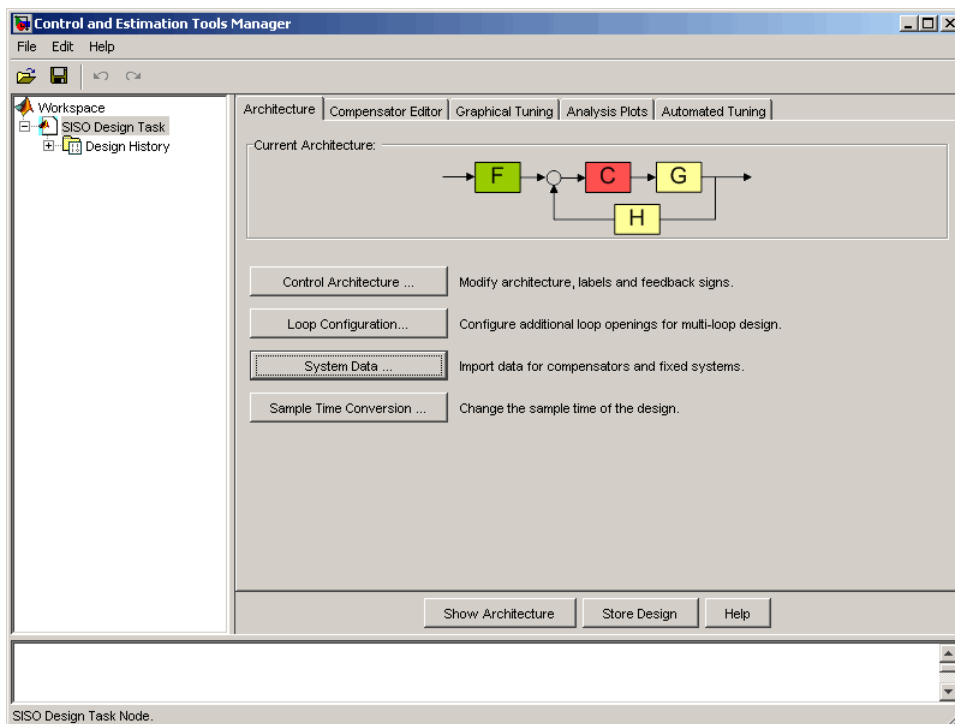 Control and Estimation Tools Manager
File Edit Help
Workspace
SISO Design Task
Design History
Architecture Compensator Editor Graphical Tuning Analysis Plots Automated Tuning
Current Architecture:
F C G
H
Control Architecture ... Modify architecture, labels and feedback signs.
Loop Configuration... Configure additional loop openings for multi-loop design.
System Data ... Import data for compensators and fixed systems.
Sample Time Conversion ... Change the sample time of the design.
Show Architecture Store Design Help
SISO Design Task Node.